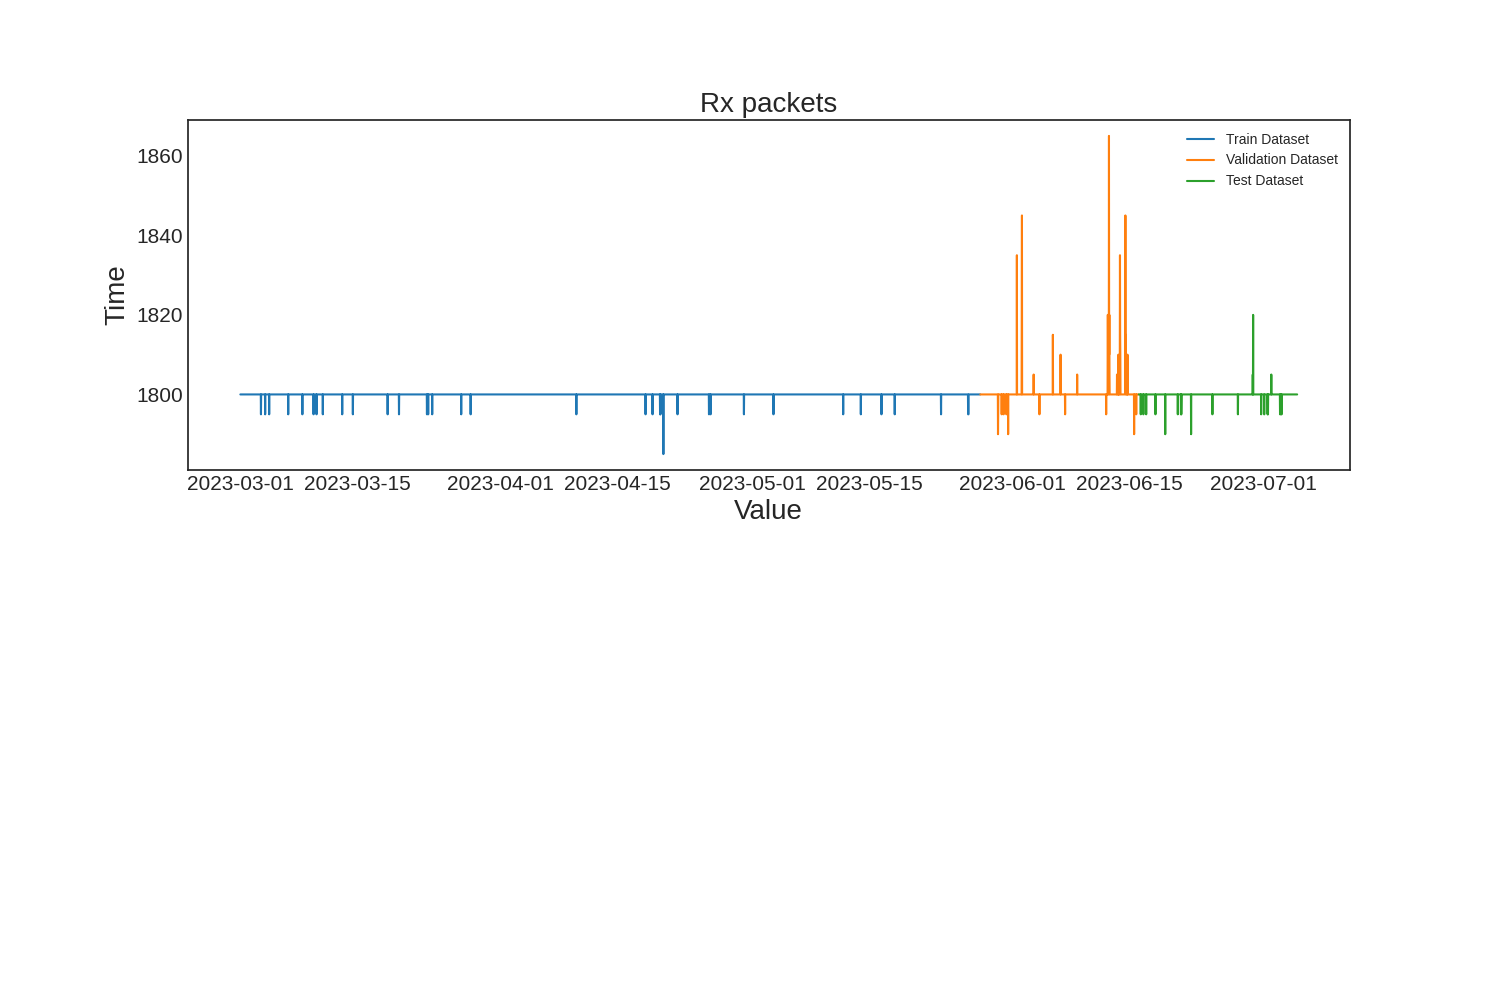 Rx packets
Train Dataset
Validation Dataset
Test Dataset
1860
1840
1820
1800
Time
2023-03-01 2023-03-15 2023-04-01 2023-04-15 2023-05-01 2023-05-15 2023-06-01 2023-06-15 2023-07-01
Value